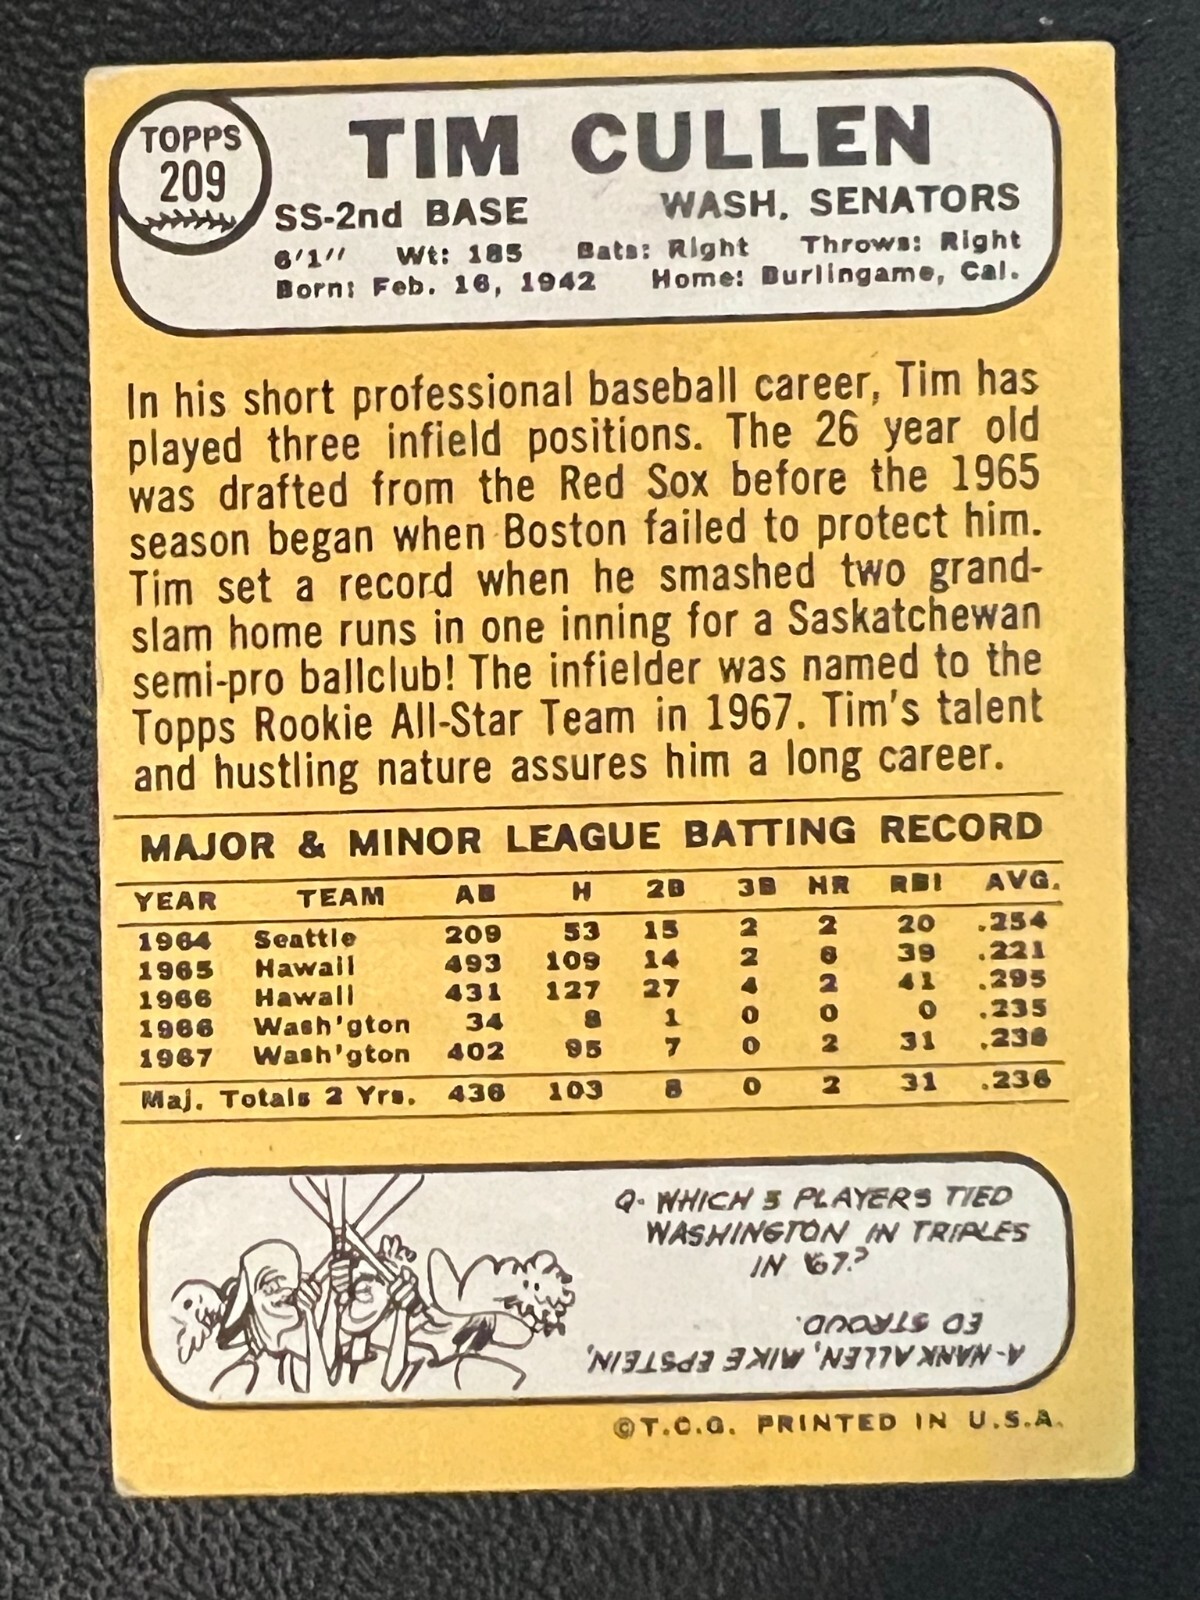 TOPPS
209
TIM CULLEN
SS-2nd BASE WASH. SENATORS
6'1" Wt: 185 Bats: Right Throws: Right
Born: Feb. 16, 1942 Home: Burlingame, Cal.
In his short professional baseball career, Tim has
played three infield positions. The 26 year old
was drafted from the Red Sox before the 1965
season began when Boston failed to protect him.
Tim set a record when he smashed two grand-
slam home runs in one inning for a Saskatchewan
semi-pro ballclub! The infielder was named to the
Topps Rookie All-Star Team in 1967. Tim's talent
and hustling nature assures him a long career.
MAJOR & MINOR LEAGUE BATTING RECORD
YEAR TEAM AB H 2B 3B HR RBI AVG.
1964 Seattle 209 53 15 2 2 20 .254
1965 Hawaii 493 109 14 2 6 39 .221
1966 Hawaii 431 127 27 4 2 41 .295
1966 Wash'gton 34 8 1 0 0 0 .235
1967 Wash'gton 402 95 7 0 2 31 .236
Maj. Totals 2 Yrs. 436 103 8 0 2 31 .236
Q- WHICH 3 PLAYERS TIED
WASHINGTON IN TRIPLES
IN '67?
A-HANK ALLEN, MIKE EPSTEIN,
ED STROUD.
©T.C.G. PRINTED IN U.S.A.